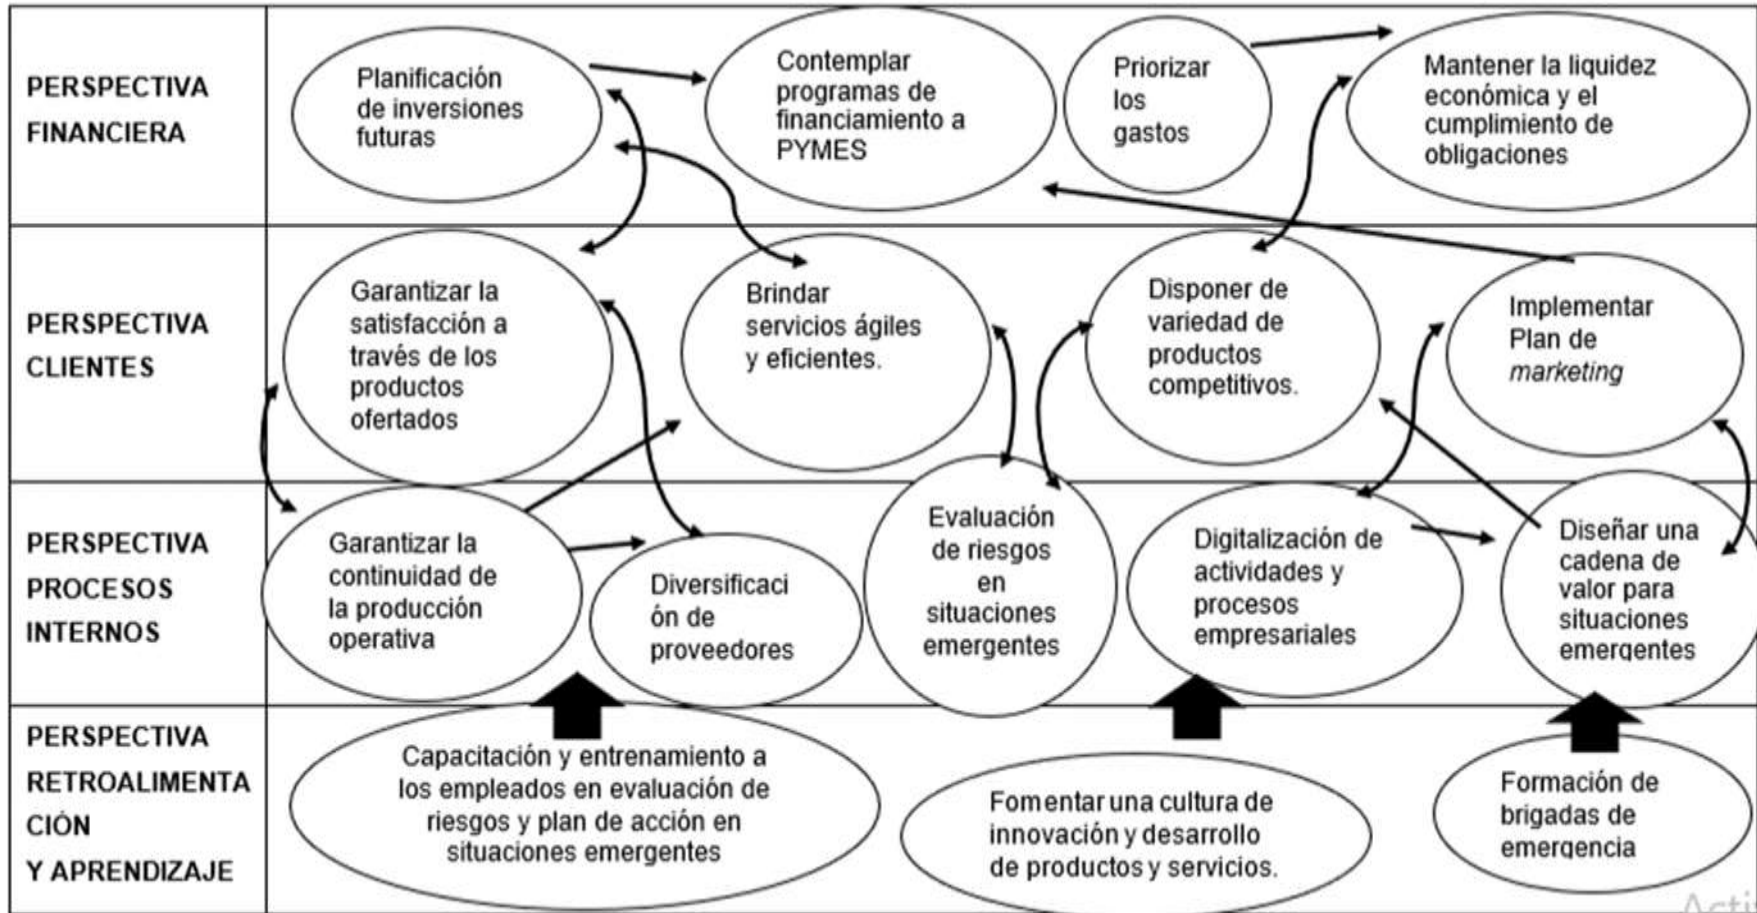 PERSPECTIVA
FINANCIERA
Planificación
de inversiones
futuras
Contemplar
programas de
financiamiento a
PYMES
Priorizar
los
gastos
Mantener la liquidez
económica y el
cumplimiento de
obligaciones
PERSPECTIVA
CLIENTES
Garantizar la
satisfacción a
través de los
productos
ofertados
Brindar
servicios ágiles
y eficientes.
Disponer de
variedad de
productos
competitivos.
Implementar
Plan de
marketing
PERSPECTIVA
PROCESOS
INTERNOS
Garantizar la
continuidad de
la producción
operativa
Diversificaci
ón de
proveedores
Evaluación
de riesgos
en
situaciones
emergentes
Digitalización de
actividades y
procesos
empresariales
Diseñar una
cadena de
valor para
situaciones
emergentes
PERSPECTIVA
RETROALIMENTA
CIÓN
Y APRENDIZAJE
Capacitación y entrenamiento a
los empleados en evaluación de
riesgos y plan de acción en
situaciones emergentes
Fomentar una cultura de
innovación y desarrollo
de productos y servicios.
Formación de
brigadas de
emergencia